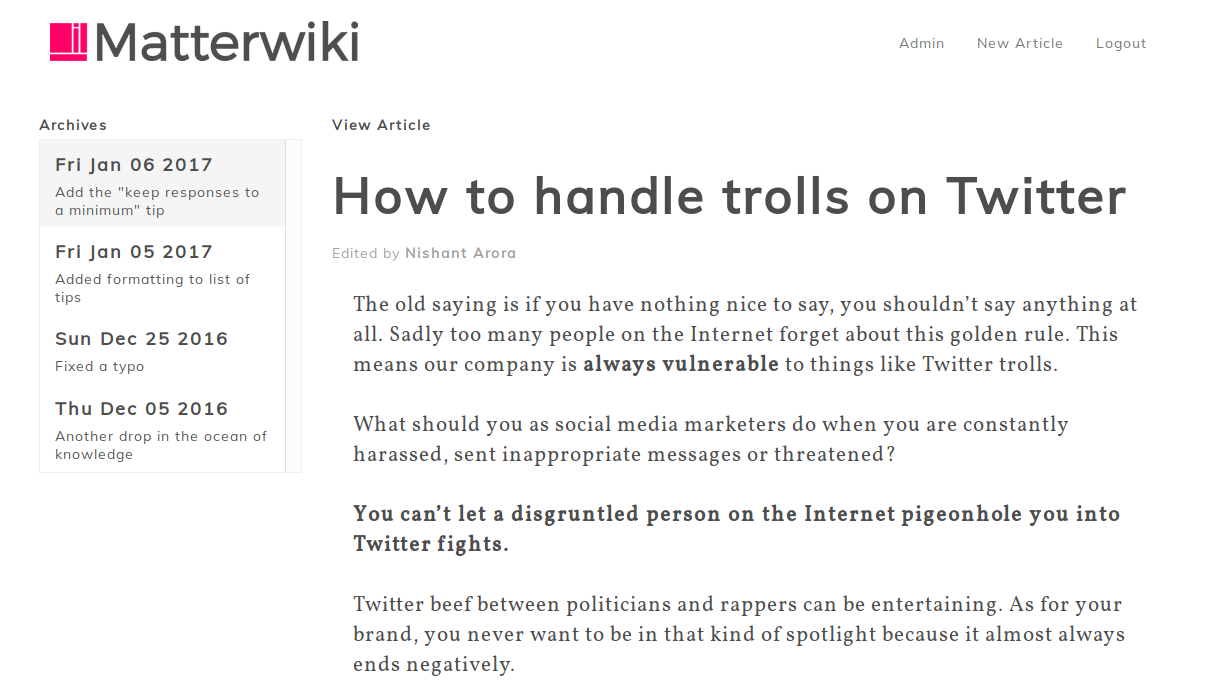 Matterwiki
Admin New Article Logout
Archives
Fri Jan 06 2017
Add the "keep responses to
a minimum" tip
Fri Jan 05 2017
Added formatting to list of
tips
Sun Dec 25 2016
Fixed a typo
Thu Dec 05 2016
Another drop in the ocean of
knowledge
View Article
How to handle trolls on Twitter
Edited by Nishant Arora
The old saying is if you have nothing nice to say, you shouldn’t say anything at
all. Sadly too many people on the Internet forget about this golden rule. This
means our company is always vulnerable to things like Twitter trolls.
What should you as social media marketers do when you are constantly
harassed, sent inappropriate messages or threatened?
You can’t let a disgruntled person on the Internet pigeonhole you into
Twitter fights.
Twitter beef between politicians and rappers can be entertaining. As for your
brand, you never want to be in that kind of spotlight because it almost always
ends negatively.